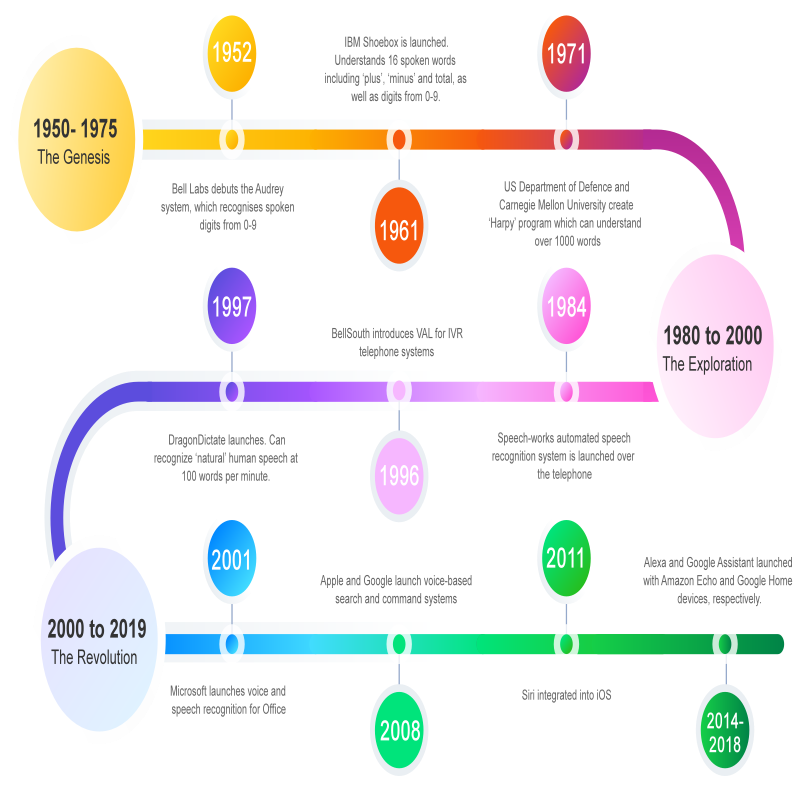 1950- 1975
The Genesis
1952
Bell Labs debuts the Audrey
system, which recognises spoken
digits from 0-9
IBM Shoebox is launched.
Understands 16 spoken words
including ‘plus’, ‘minus’ and total, as
well as digits from 0-9.
1961
1971
US Department of Defence and
Carnegie Mellon University create
‘Harpy’ program which can understand
over 1000 words
1980 to 2000
The Exploration
1984
Speech-works automated speech
recognition system is launched over
the telephone
BellSouth introduces VAL for IVR
telephone systems
1996
1997
DragonDictate launches. Can
recognize ‘natural’ human speech at
100 words per minute.
2000 to 2019
The Revolution
2001
Microsoft launches voice and
speech recognition for Office
Apple and Google launch voice-based
search and command systems
2008
2011
Siri integrated into iOS
Alexa and Google Assistant launched
with Amazon Echo and Google Home
devices, respectively.
2014-
2018